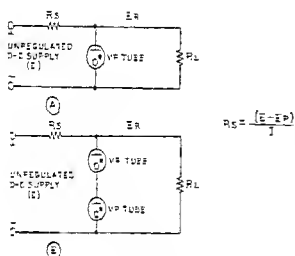 RS ER
UNREGULATED
D-C SUPPLY
(E)
VR TUBE
RL
A
RS = (E-ER)
I
RS ER
UNREGULATED
D-C SUPPLY
(E)
VR TUBE
VR TUBE
RL
B